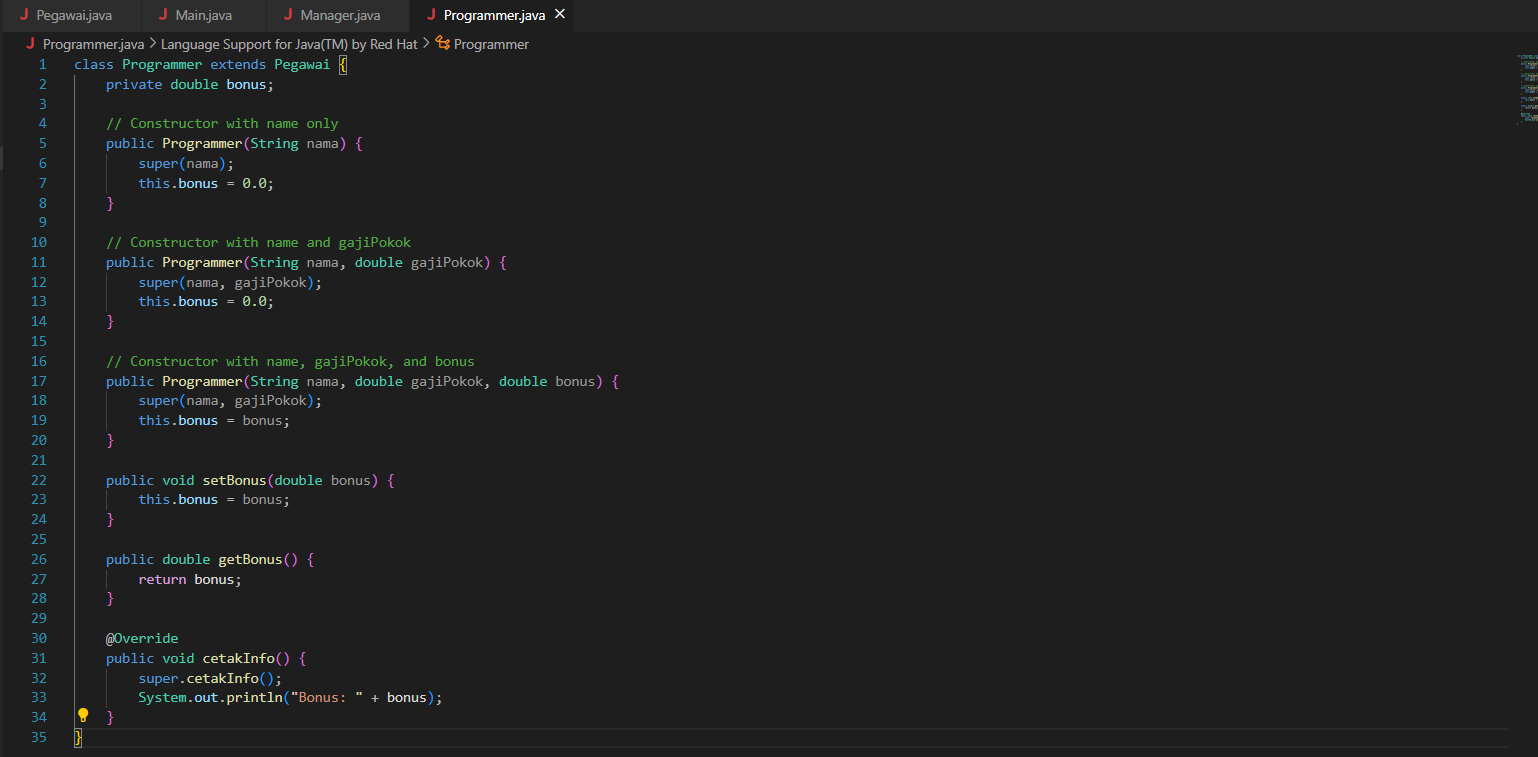 Pegawai.java Main.java Manager.java Programmer.java
Programmer.java > Language Support for Java(TM) by Red Hat > Programmer
1 class Programmer extends Pegawai {
2     private double bonus;
3
4     // Constructor with name only
5     public Programmer(String nama) {
6         super(nama);
7         this.bonus = 0.0;
8     }
9
10     // Constructor with name and gajiPokok
11     public Programmer(String nama, double gajiPokok) {
12         super(nama, gajiPokok);
13         this.bonus = 0.0;
14     }
15
16     // Constructor with name, gajiPokok, and bonus
17     public Programmer(String nama, double gajiPokok, double bonus) {
18         super(nama, gajiPokok);
19         this.bonus = bonus;
20     }
21
22     public void setBonus(double bonus) {
23         this.bonus = bonus;
24     }
25
26     public double getBonus() {
27         return bonus;
28     }
29
30     @Override
31     public void cetakInfo() {
32         super.cetakInfo();
33         System.out.println("Bonus: " + bonus);
34     }
35 }